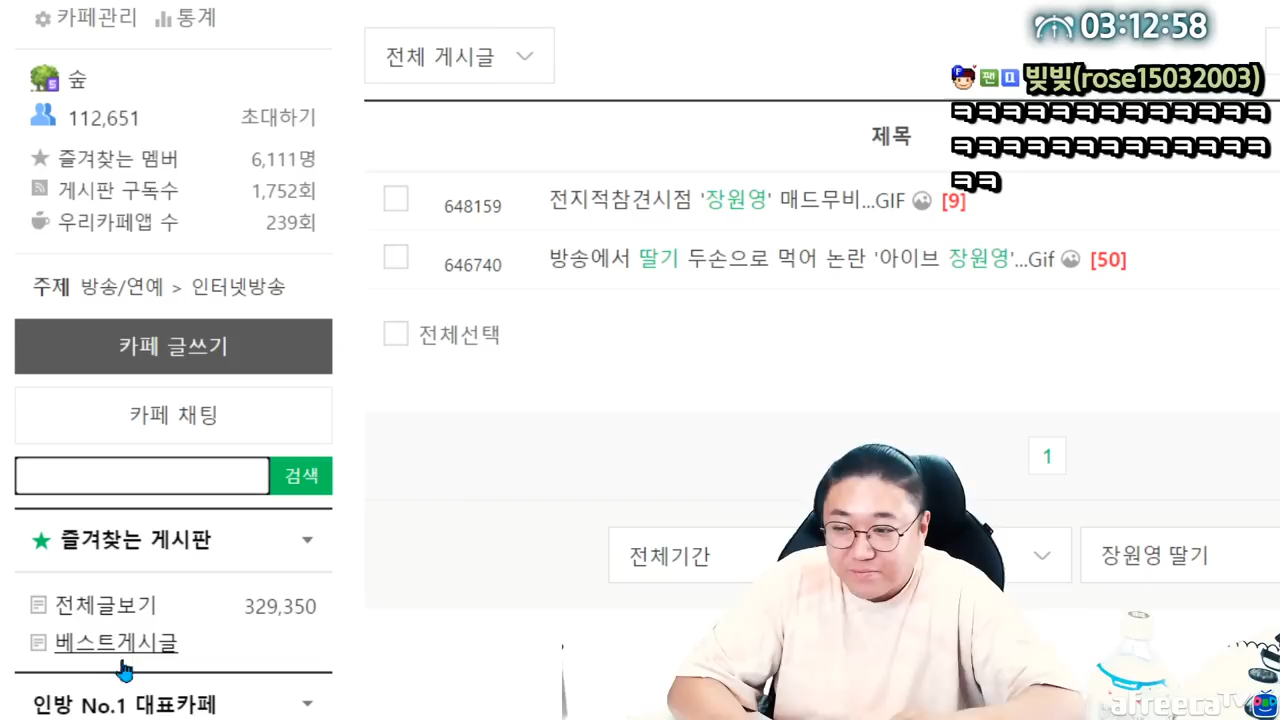 카페관리 통계
숲
112,651 초대하기
즐겨찾는 멤버 6,111명
게시판 구독수 1,752회
우리카페앱 수 239회
주제 방송/연예 > 인터넷방송
카페 글쓰기
카페 채팅
검색
즐겨찾는 게시판
전체글보기 329,350
베스트게시글
인방 No.1 대표카페
전체 게시글
제목
648159 전지적참견시점 '장원영' 매드무비...GIF [9]
646740 방송에서 딸기 두손으로 먹어 논란 '아이브 장원영'...Gif [50]
전체선택
1
전체기간
장원영 딸기
03:12:58
팬 빚빚(rose15032003)
ㅋㅋㅋㅋㅋㅋㅋㅋㅋㅋㅋㅋㅋ
ㅋㅋㅋㅋㅋㅋㅋㅋㅋㅋㅋㅋㅋ
ㅋㅋ
afreecaTV